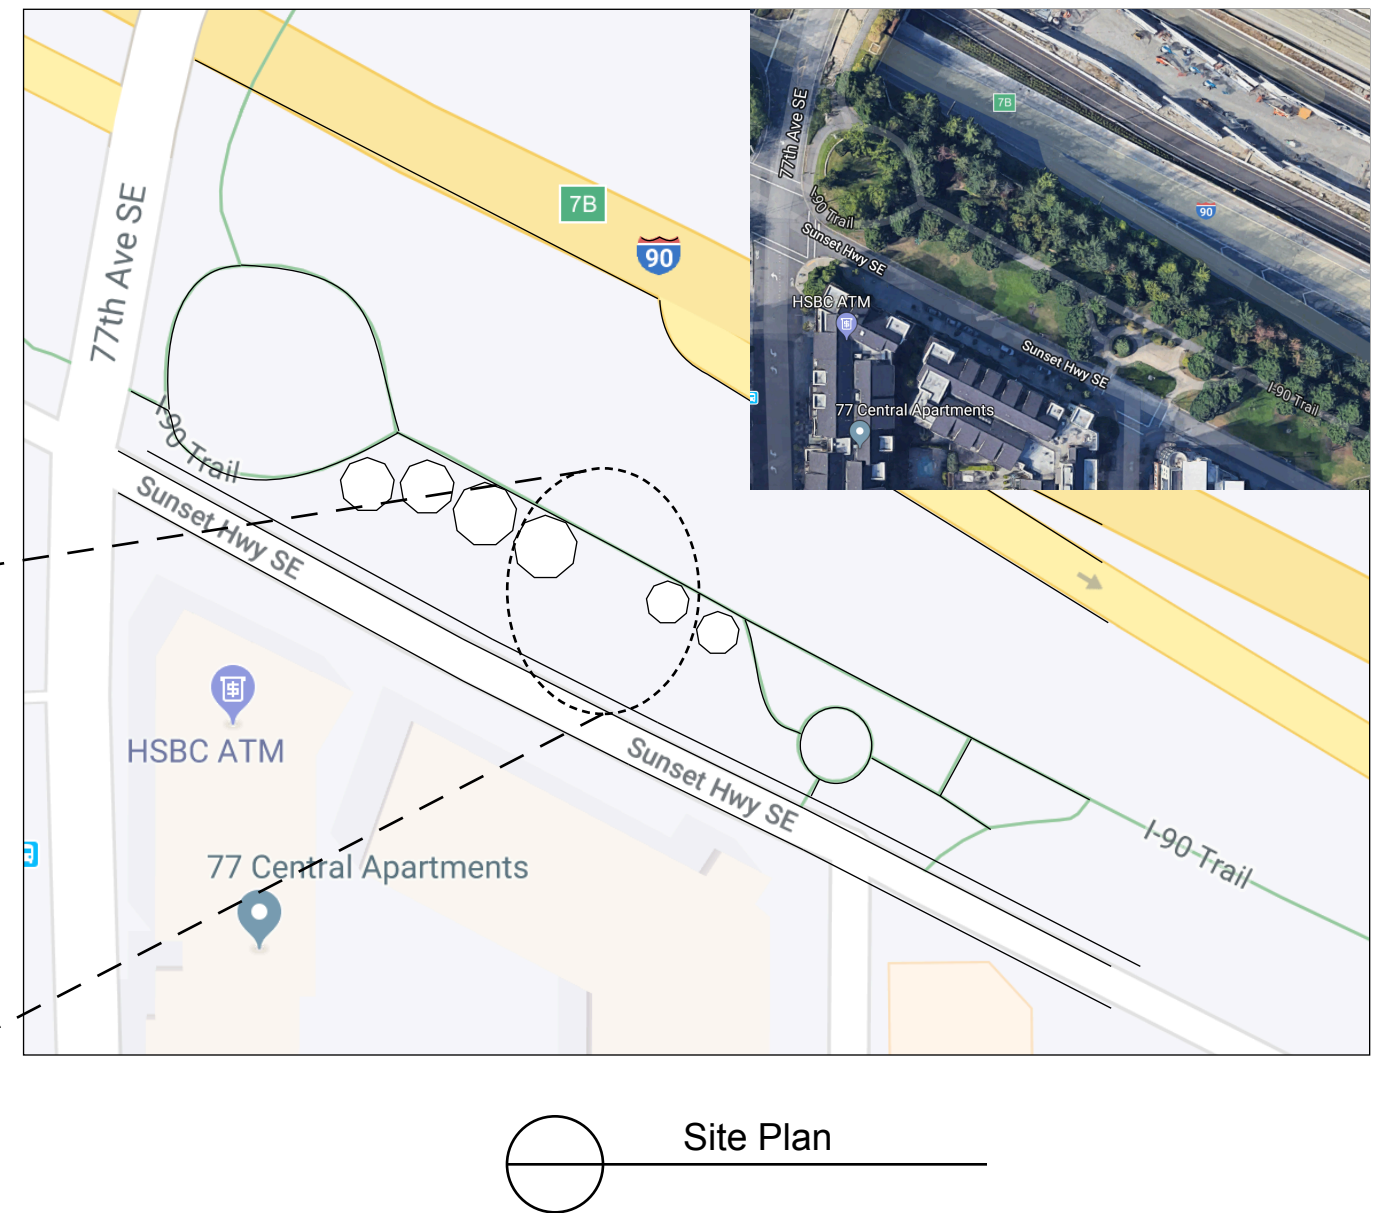 77th Ave SE
7B
90
I-90 Trail
Sunset Hwy SE
HSBC ATM
77 Central Apartments
Sunset Hwy SE
I-90 Trail
77th Ave SE
7B
90
I-90 Trail
Sunset Hwy SE
HSBC ATM
Sunset Hwy SE
77 Central Apartments
I-90 Trail
Site Plan